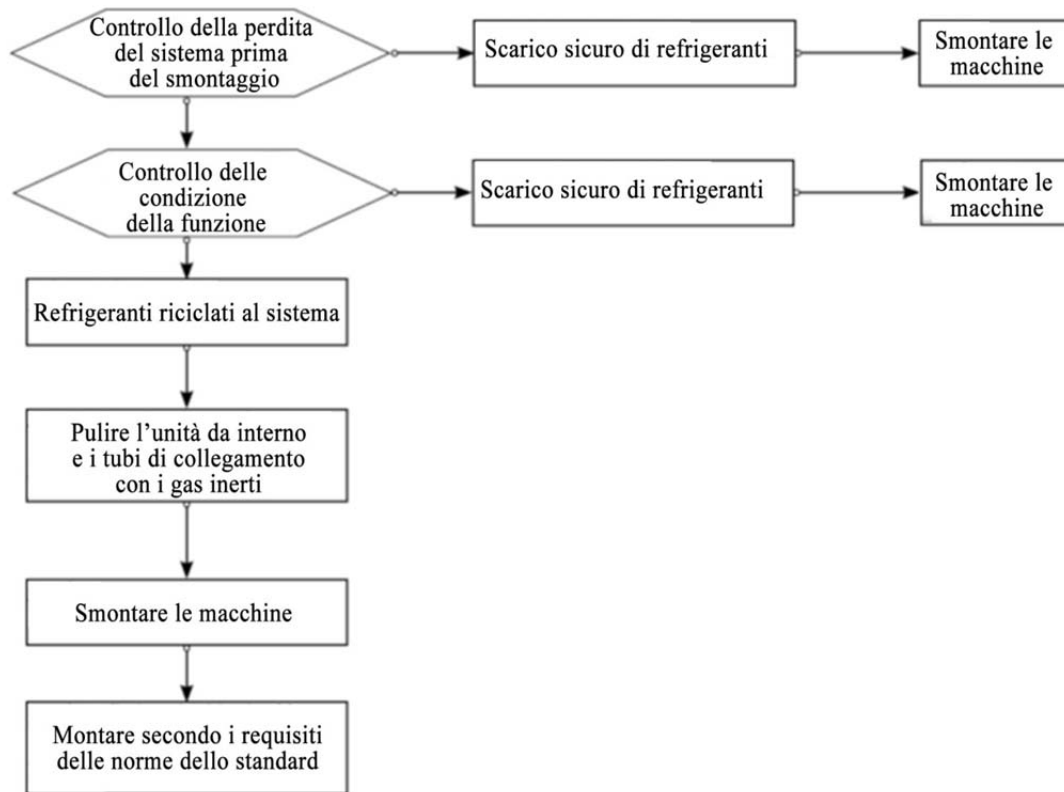 Controllo della perdita
del sistema prima
del smontaggio
Scarico sicuro di refrigeranti
Smontare le
macchine
Controllo delle
condizione
della funzione
Scarico sicuro di refrigeranti
Smontare le
macchine
Refrigeranti riciclati al sistema
Pulire l'unità da interno
e i tubi di collegamento
con i gas inerti
Smontare le macchine
Montare secondo i requisiti
delle norme dello standard